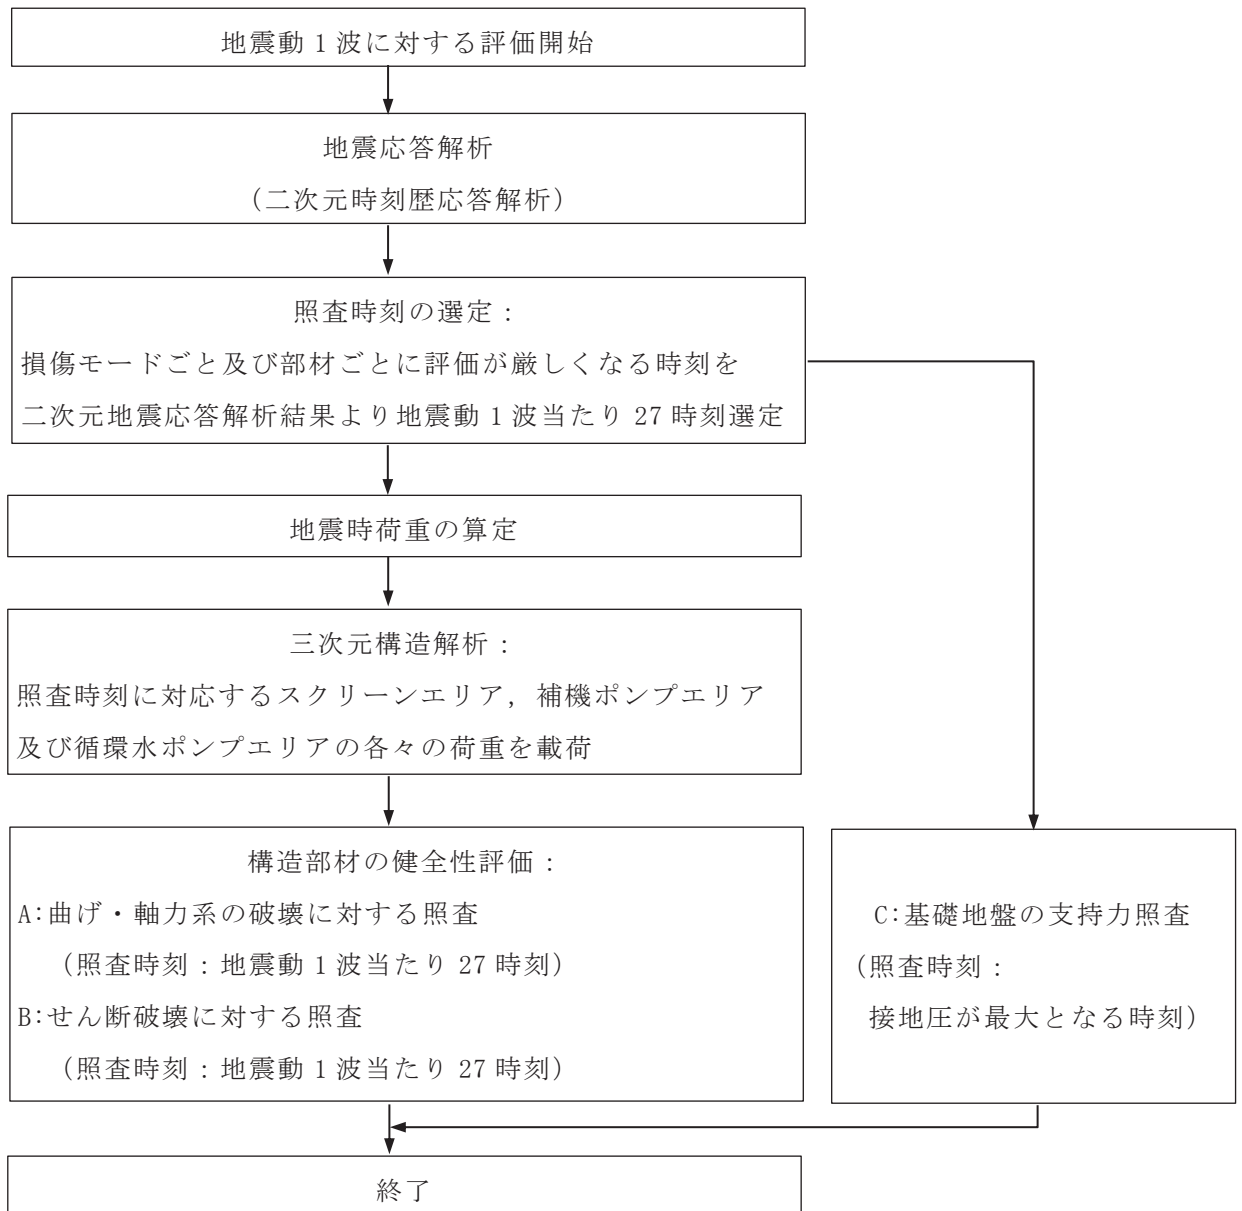 地震動 1 波に対する評価開始
地震応答解析
(二次元時刻歴応答解析)
照査時刻の選定：
損傷モードごと及び部材ごとに評価が厳しくなる時刻を
二次元地震応答解析結果より地震動 1 波当たり 27 時刻選定
地震時荷重の算定
三次元構造解析：
照査時刻に対応するスクリーンエリア，補機ポンプエリア
及び循環水ポンプエリアの各々の荷重を載荷
構造部材の健全性評価：
A:曲げ・軸力系の破壊に対する照査
(照査時刻：地震動 1 波当たり 27 時刻)
B:せん断破壊に対する照査
(照査時刻：地震動 1 波当たり 27 時刻)
C:基礎地盤の支持力照査
(照査時刻：
接地圧が最大となる時刻)
終了